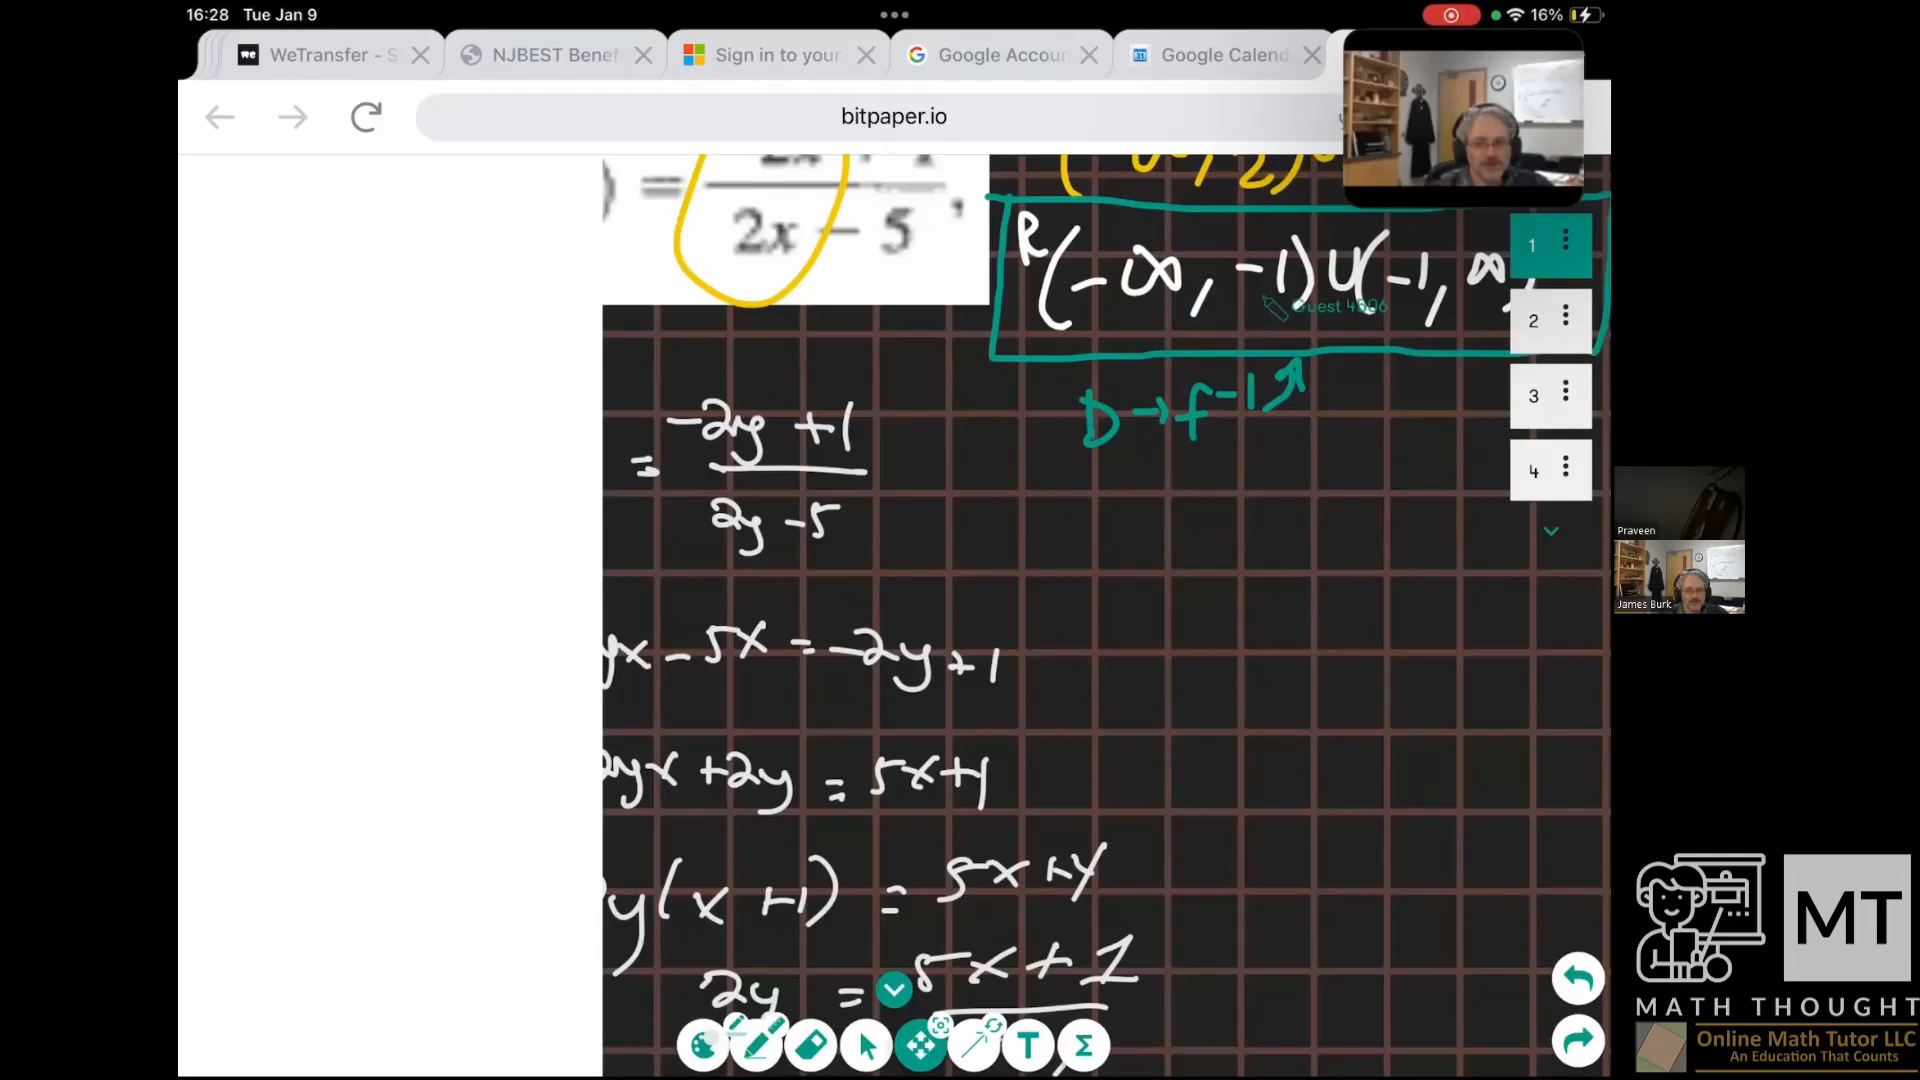 16:28 Tue Jan 9
16%
we WeTransfer - S
NJBEST Benef
Sign in to your
Google Accoun
Google Calend
bitpaper.io
) =
2x - 5 ,
R (-∞, -1) U (-1, ∞
Guest 4506
D → f -1
1
2
3
4
= -2y + 1
2y - 5
yx - 5x = -2y + 1
2yx + 2y = 5x + 1
y(x + 1) = 5x + y
2y = 5x + 1
T
Σ
Praveen
James Burk
MT
MATH THOUGHT
Online Math Tutor LLC
An Education That Counts